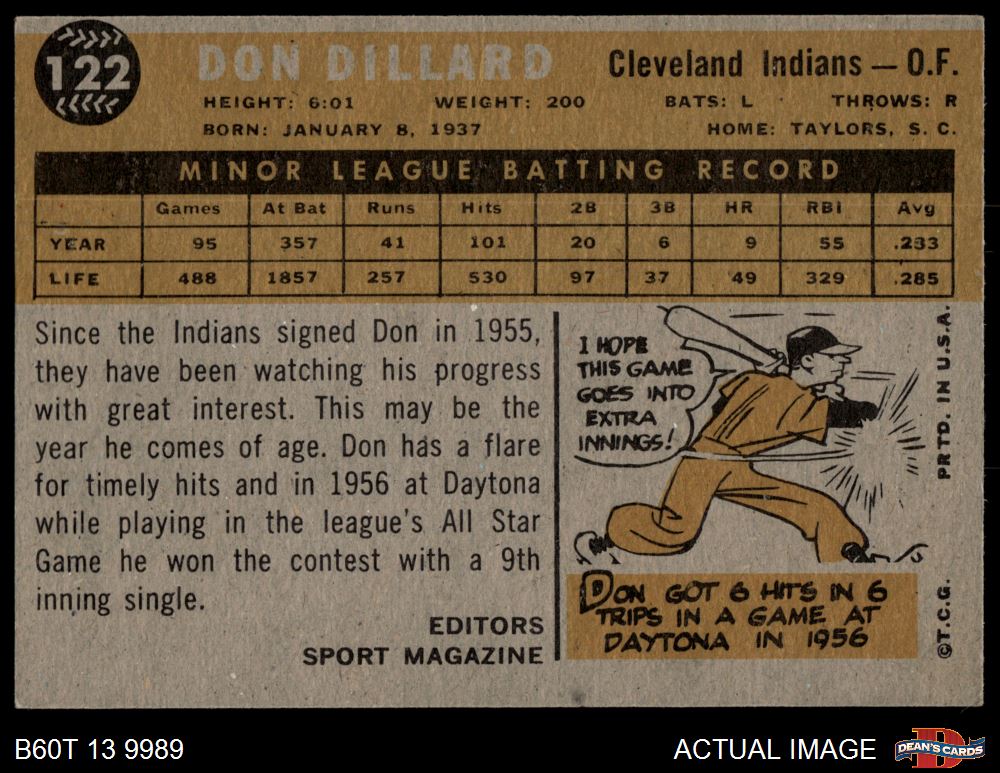 122
DON DILLARD
Cleveland Indians — O.F.
HEIGHT: 6:01 WEIGHT: 200 BATS: L THROWS: R
BORN: JANUARY 8, 1937 HOME: TAYLORS, S. C.
MINOR LEAGUE BATTING RECORD
Games At Bat Runs Hits 2B 3B HR RBI Avg
YEAR 95 357 41 101 20 6 9 55 .283
LIFE 488 1857 257 530 97 37 49 329 .285
Since the Indians signed Don in 1955,
they have been watching his progress
with great interest. This may be the
year he comes of age. Don has a flare
for timely hits and in 1956 at Daytona
while playing in the league's All Star
Game he won the contest with a 9th
inning single.
EDITORS
SPORT MAGAZINE
I HOPE
THIS GAME
GOES INTO
EXTRA
INNINGS!
DON GOT 6 HITS IN 6
TRIPS IN A GAME AT
DAYTONA IN 1956
PRTD. IN U.S.A.
©T.C.G.
B60T 13 9989
ACTUAL IMAGE
D
DEAN'S CARDS